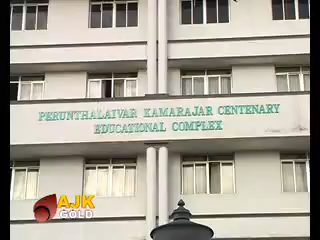 PERUNTHALAIVAR KAMARAJAR CENTENARY
EDUCATIONAL COMPLEX
AJK
GOLD